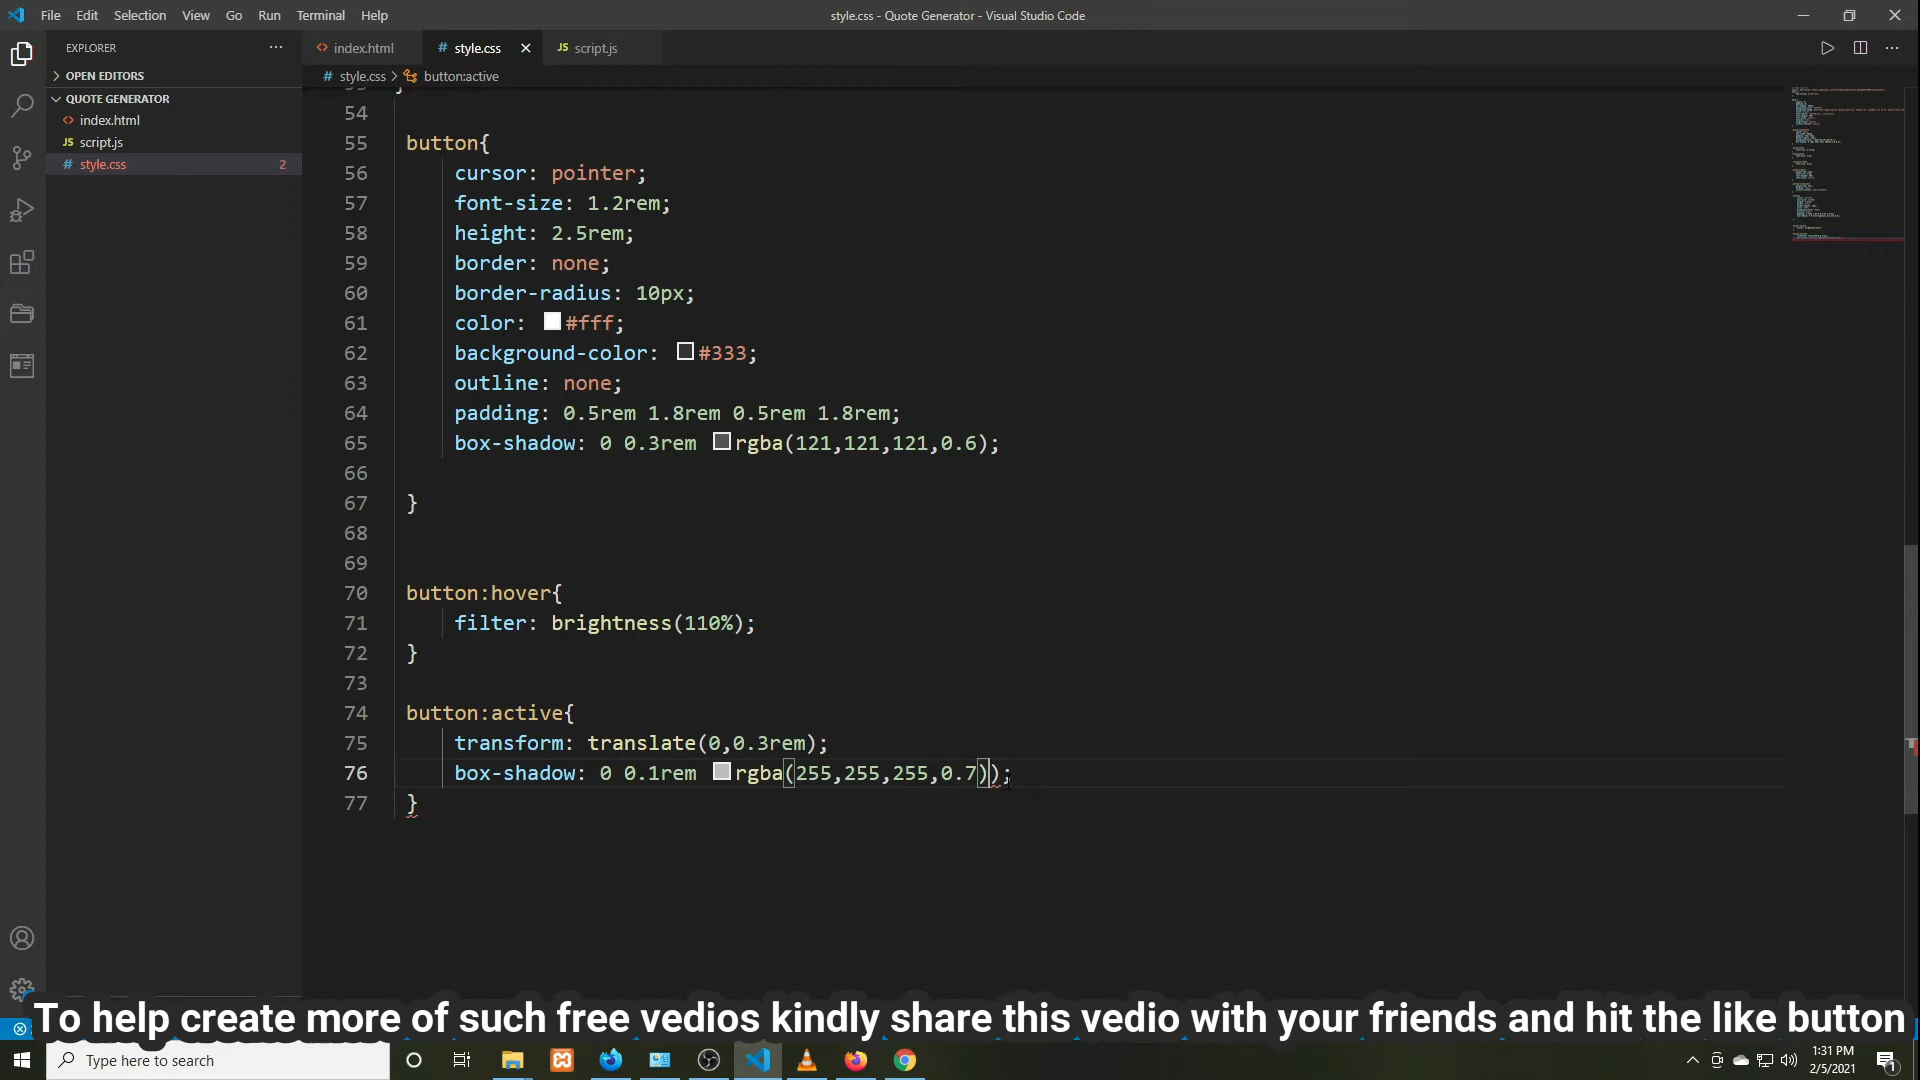 File Edit Selection View Go Run Terminal Help
style.css - Quote Generator - Visual Studio Code
EXPLORER ···
<> index.html # style.css × JS script.js
# style.css > button:active
> OPEN EDITORS
QUOTE GENERATOR
<> index.html
JS script.js
# style.css 2
54
55 button{
56 cursor: pointer;
57 font-size: 1.2rem;
58 height: 2.5rem;
59 border: none;
60 border-radius: 10px;
61 color: #fff;
62 background-color: #333;
63 outline: none;
64 padding: 0.5rem 1.8rem 0.5rem 1.8rem;
65 box-shadow: 0 0.3rem rgba(121,121,121,0.6);
66
67 }
68
69
70 button:hover{
71 filter: brightness(110%);
72 }
73
74 button:active{
75 transform: translate(0,0.3rem);
76 box-shadow: 0 0.1rem rgba(255,255,255,0.7));
77 }
To help create more of such free vedios kindly share this vedio with your friends and hit the like button
Type here to search
1:31 PM
2/5/2021
1